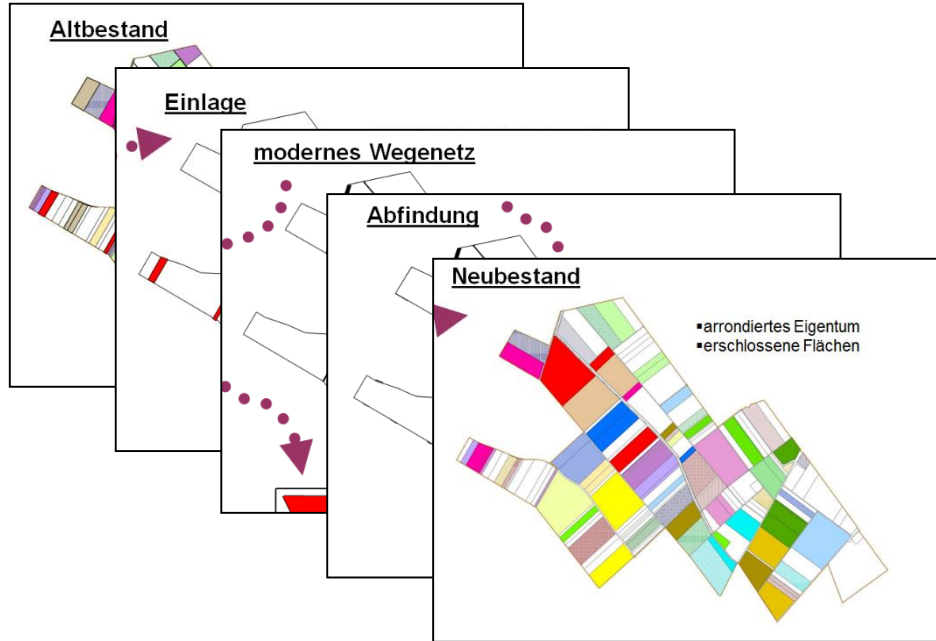 Altbestand
Einlage
modernes Wegenetz
Abfindung
Neubestand
▪arrondiertes Eigentum
▪erschlossene Flächen